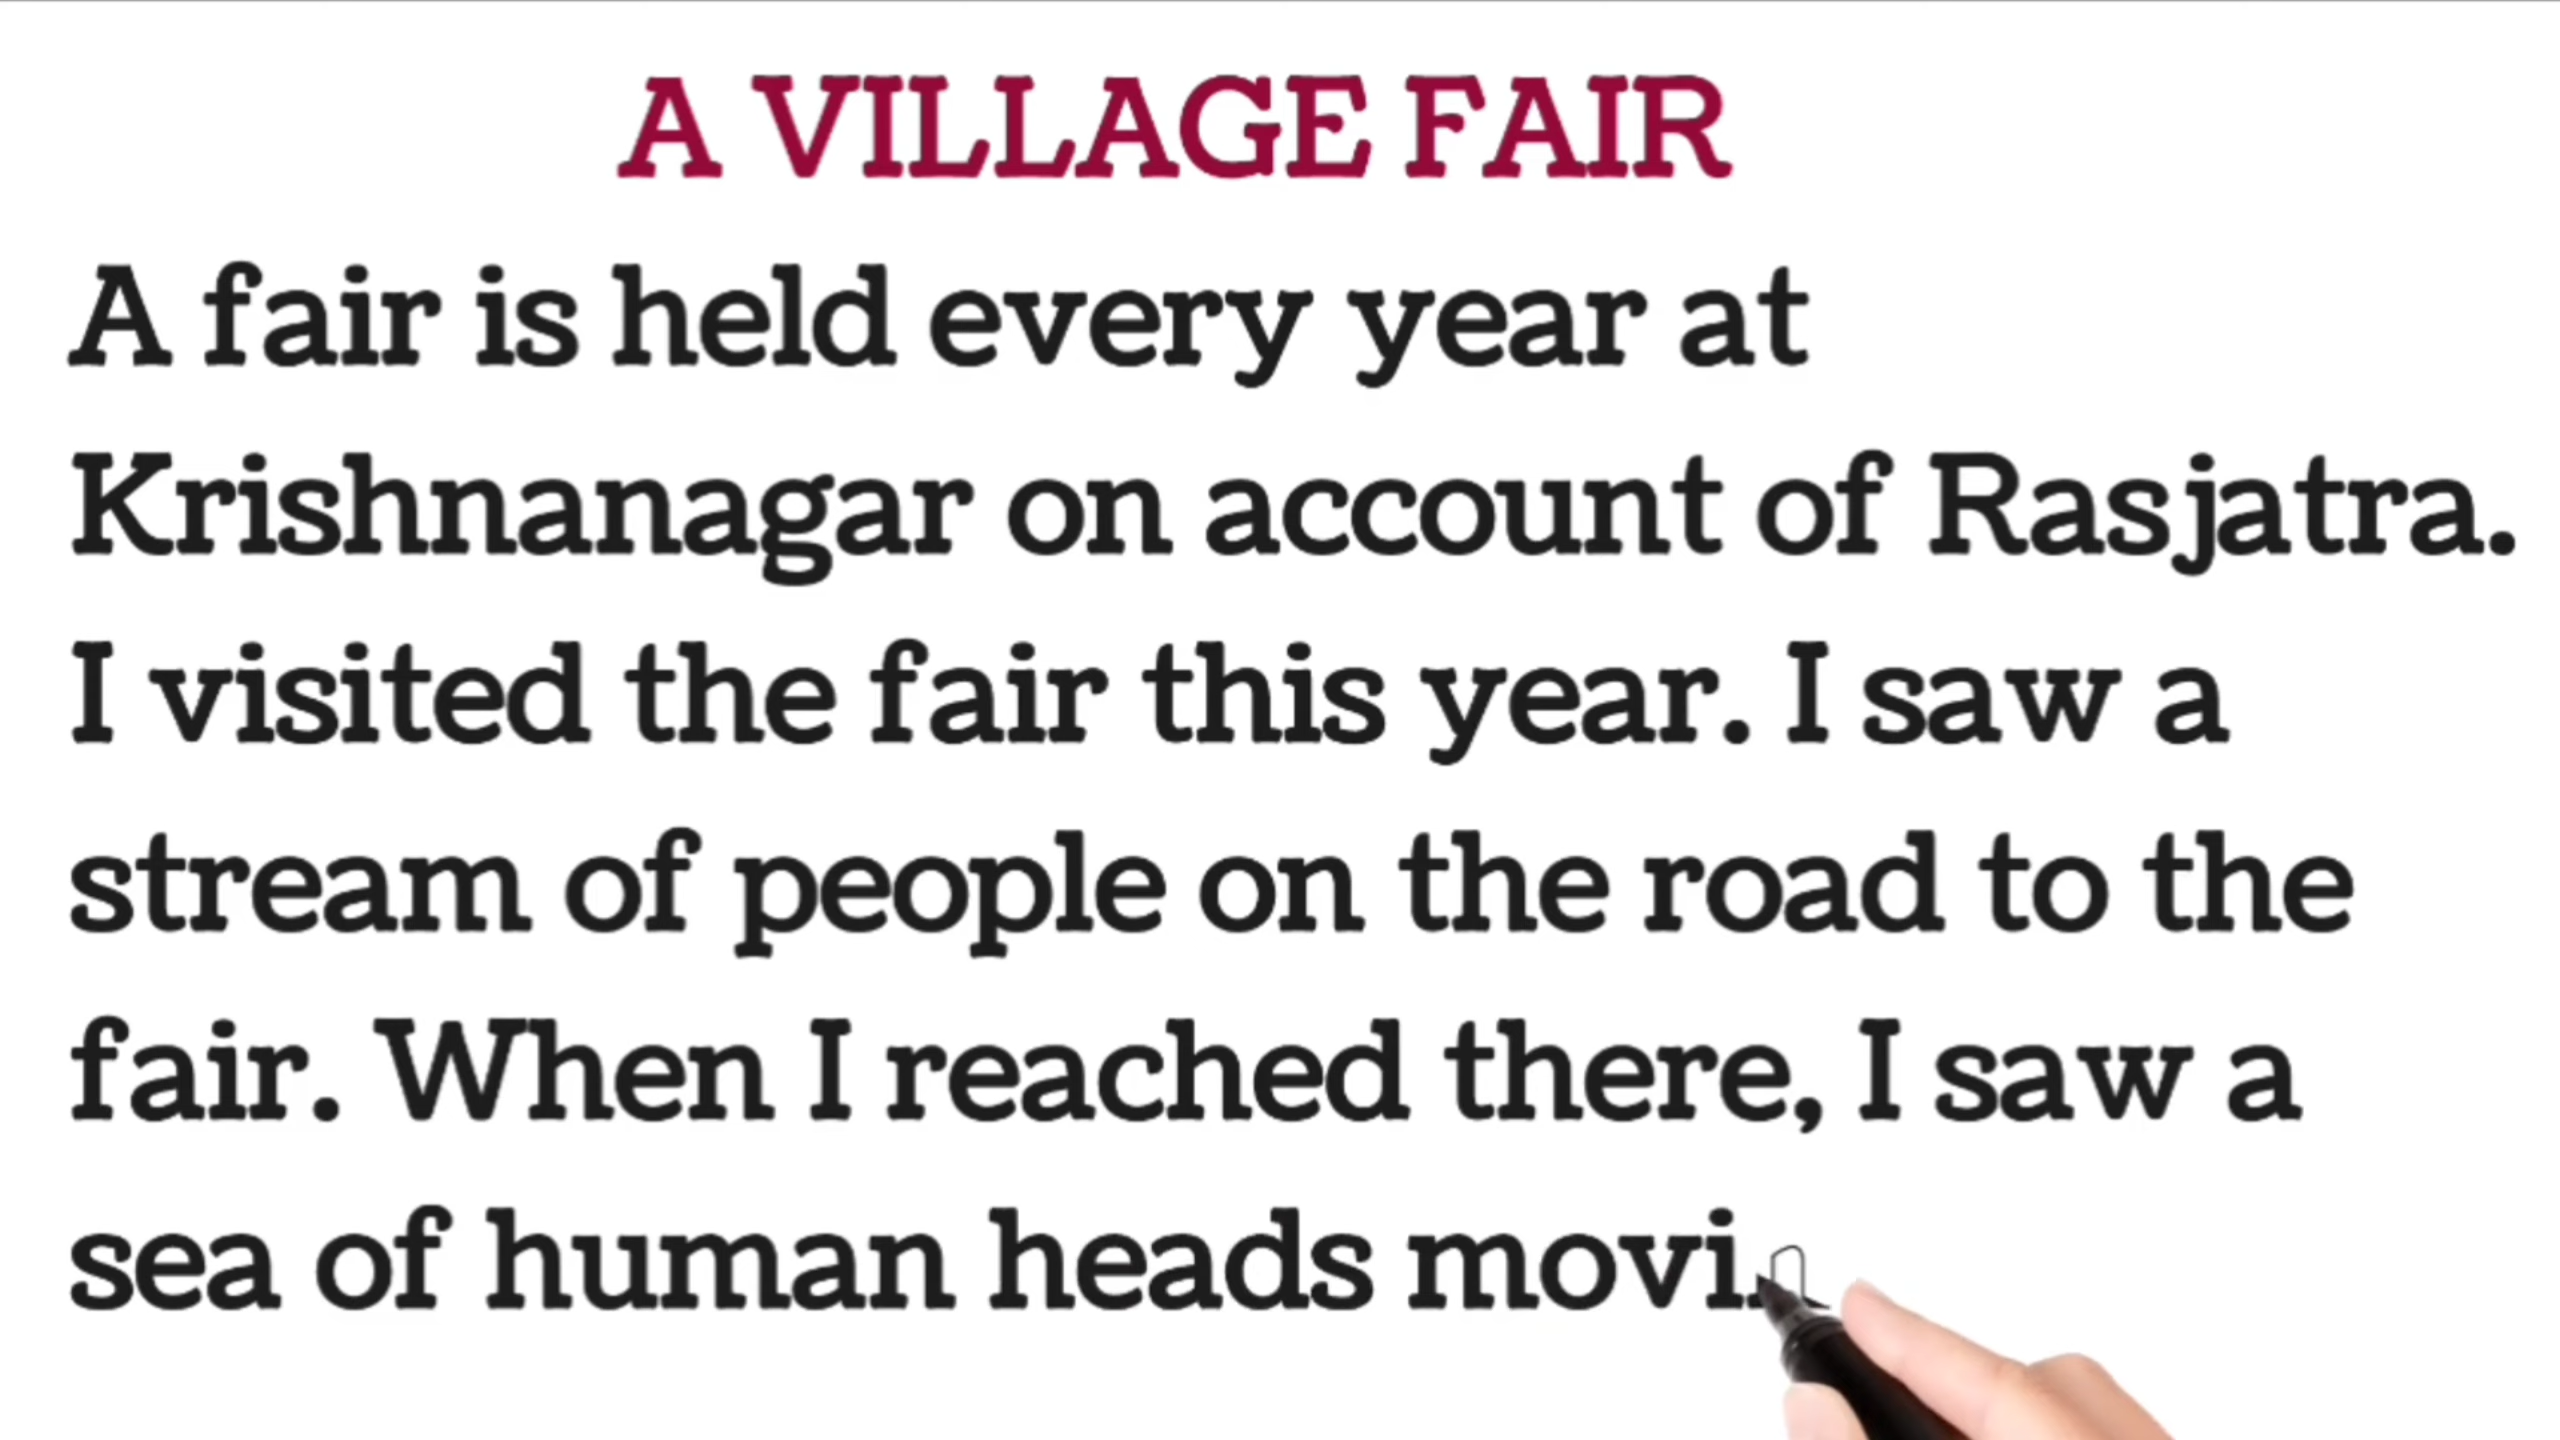 A VILLAGE FAIR
A fair is held every year at
Krishnanagar on account of Rasjatra.
I visited the fair this year. I saw a
stream of people on the road to the
fair. When I reached there, I saw a
sea of human heads movi